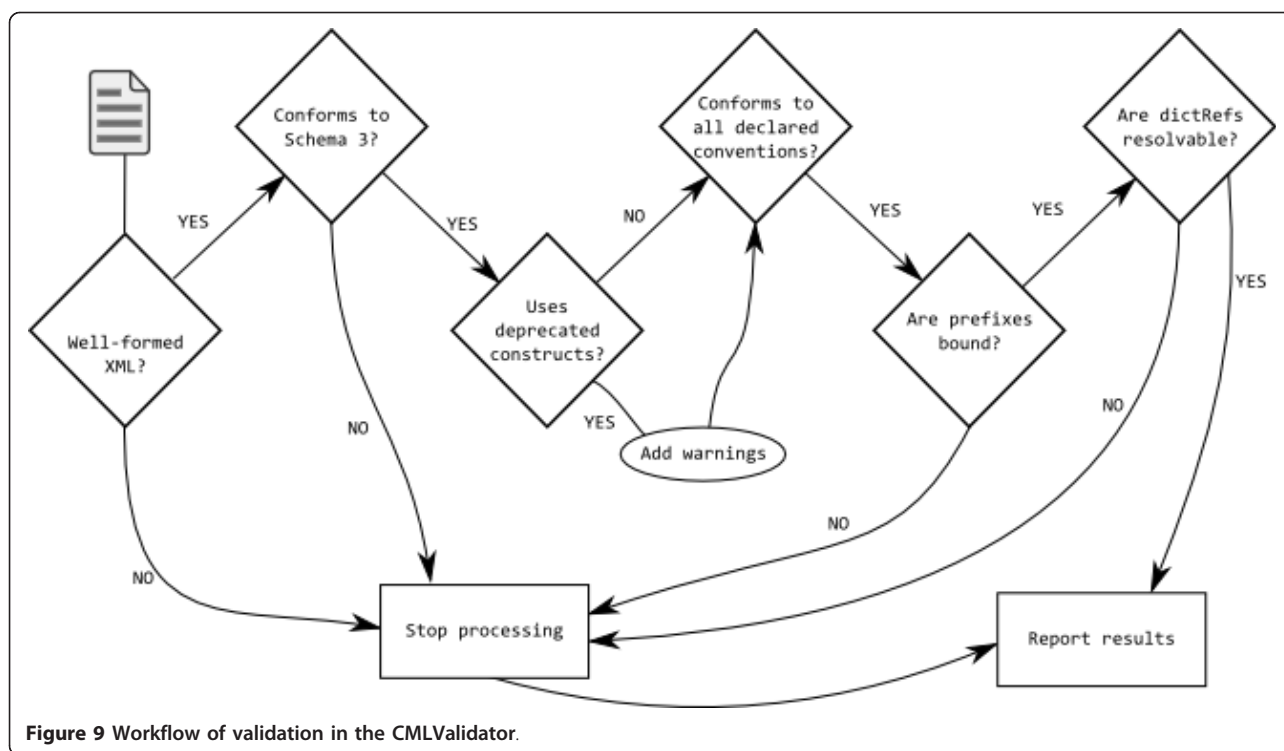 Conforms to
Schema 3?
Conforms to
all declared
conventions?
Are dictRefs
resolvable?
YES
YES
NO
YES
YES
YES
Well-formed
XML?
Uses
deprecated
constructs?
Are prefixes
bound?
NO
YES
NO
Add warnings
NO
NO
Stop processing
Report results
Figure 9 Workflow of validation in the CMLValidator.